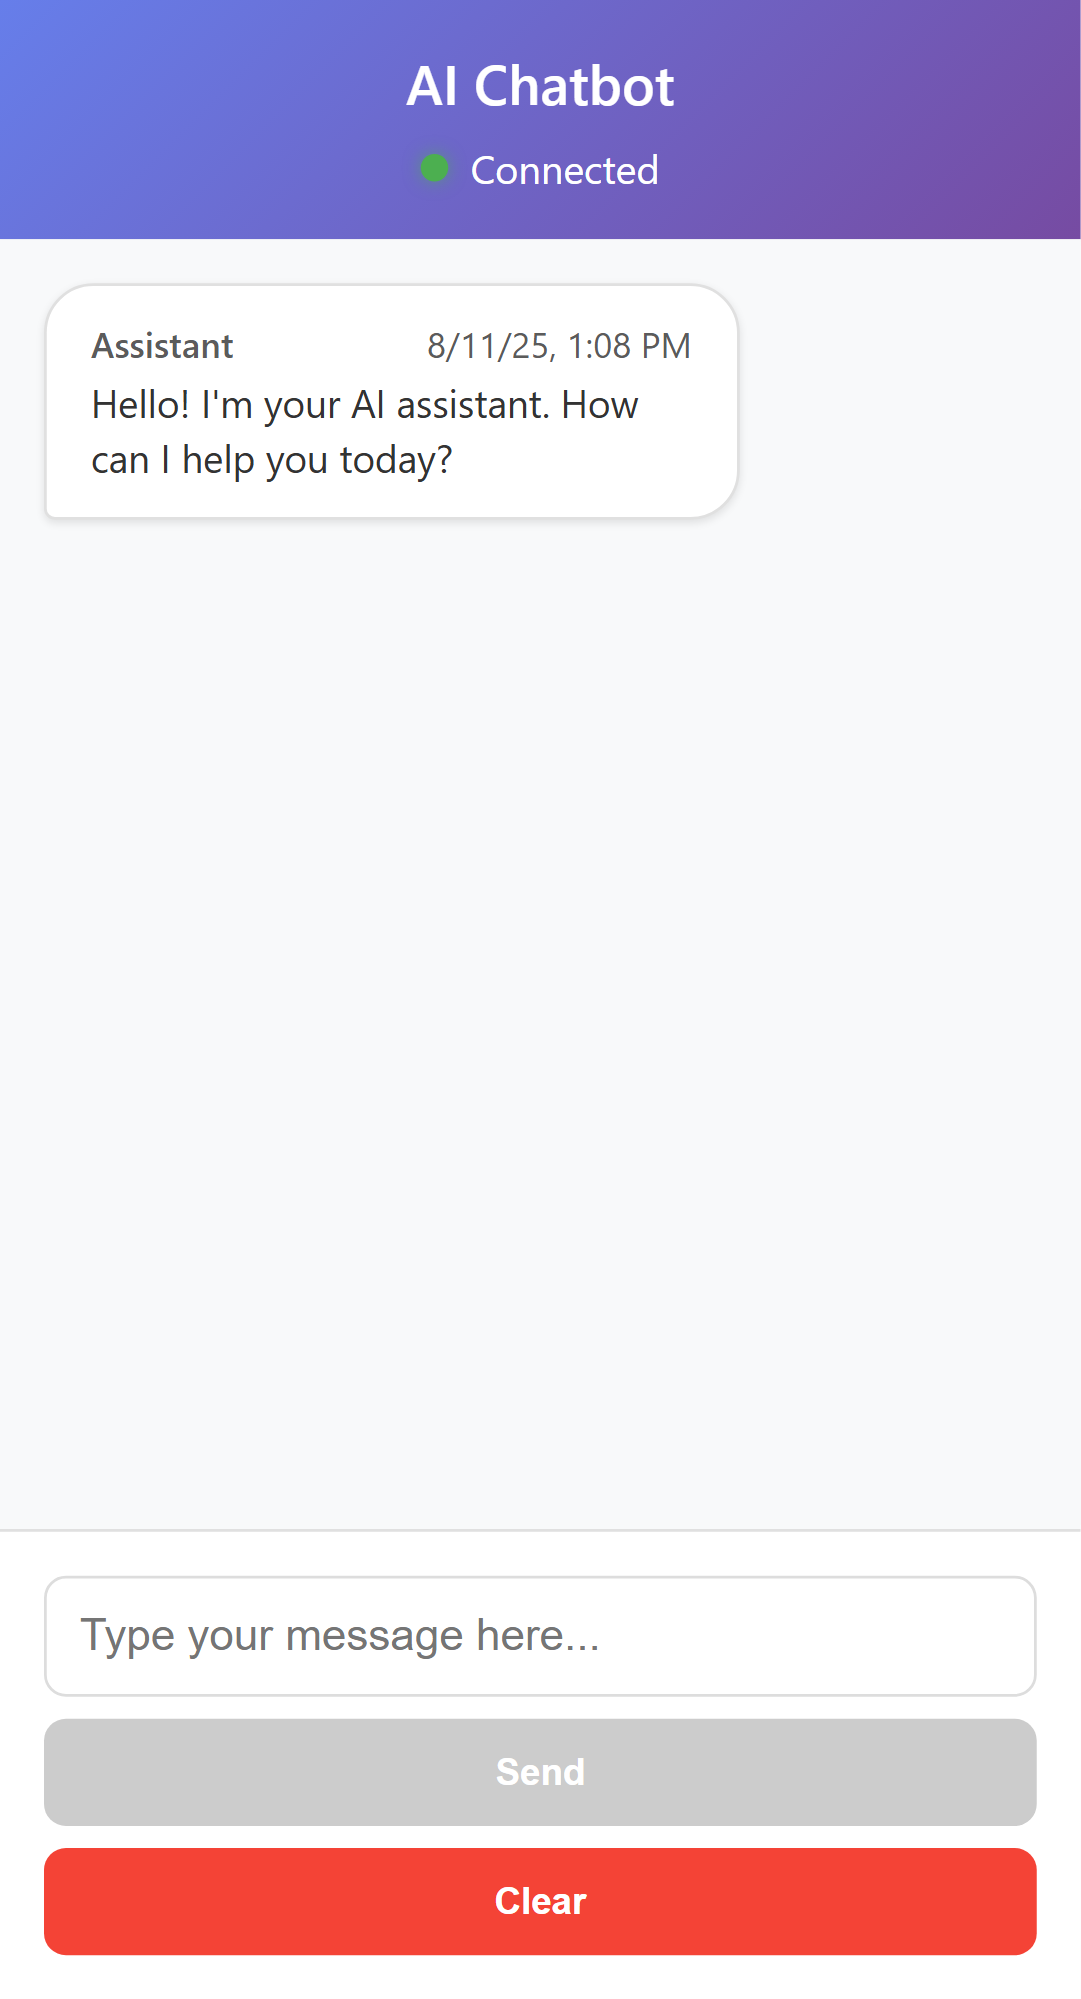 AI Chatbot
Connected
Assistant 8/11/25, 1:08 PM
Hello! I'm your AI assistant. How
can I help you today?
Type your message here...
Send
Clear